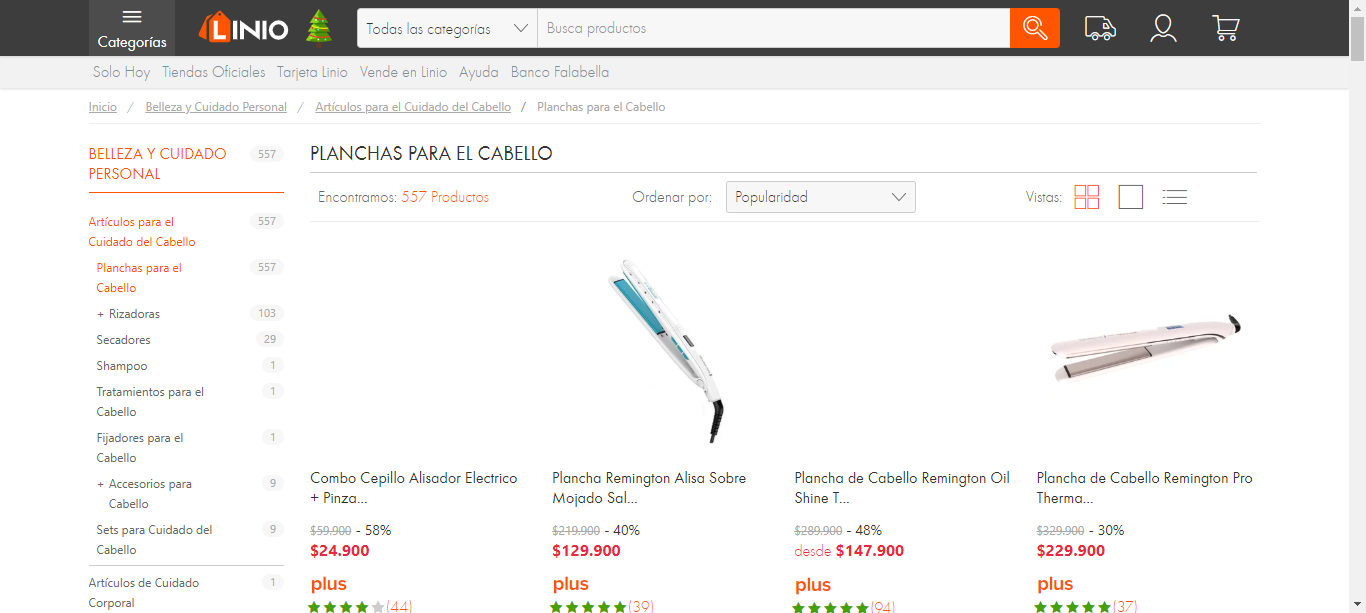 Categorías
LINIO
Todas las categorías
Busca productos
Solo Hoy Tiendas Oficiales Tarjeta Linio Vende en Linio Ayuda Banco Falabella
Inicio / Belleza y Cuidado Personal / Artículos para el Cuidado del Cabello / Planchas para el Cabello
BELLEZA Y CUIDADO 557
PERSONAL
Artículos para el 557
Cuidado del Cabello
Planchas para el 557
Cabello
+ Rizadoras 103
Secadores 29
Shampoo 1
Tratamientos para el 1
Cabello
Fijadores para el 1
Cabello
+ Accesorios para 9
Cabello
Sets para Cuidado del 9
Cabello
Artículos de Cuidado 1
Corporal
PLANCHAS PARA EL CABELLO
Encontramos: 557 Productos
Ordenar por: Popularidad
Vistas:
Combo Cepillo Alisador Electrico
+ Pinza...
$59.900 - 58%
$24.900
plus
(44)
Plancha Remington Alisa Sobre
Mojado Sal...
$219.900 - 40%
$129.900
plus
(39)
Plancha de Cabello Remington Oil
Shine T...
$289.900 - 48%
desde $147.900
plus
(94)
Plancha de Cabello Remington Pro
Therma...
$329.900 - 30%
$229.900
plus
(37)